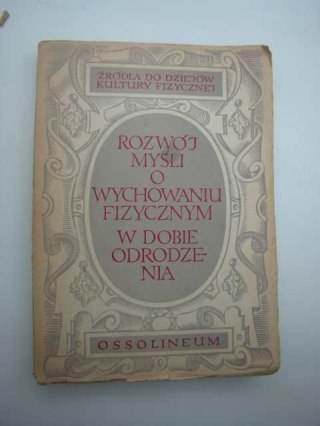 ŹRÓDŁA DO DZIEJÓW
KULTURY FIZYCZNEJ
ROZWÓJ
MYŚLI
O
WYCHOWANIU
FIZYCZNYM
W DOBIE
ODRODZE-
NIA
OSSOLINEUM